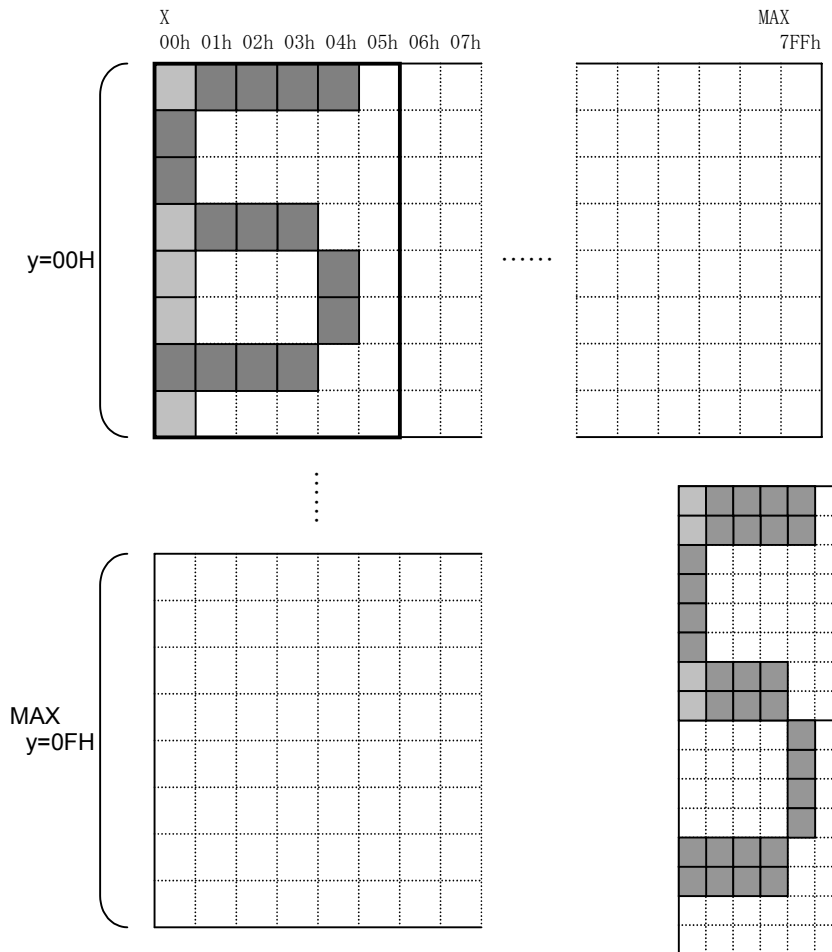 X MAX
00h 01h 02h 03h 04h 05h 06h 07h 7FFh
y=00H ......
MAX
y=0FH